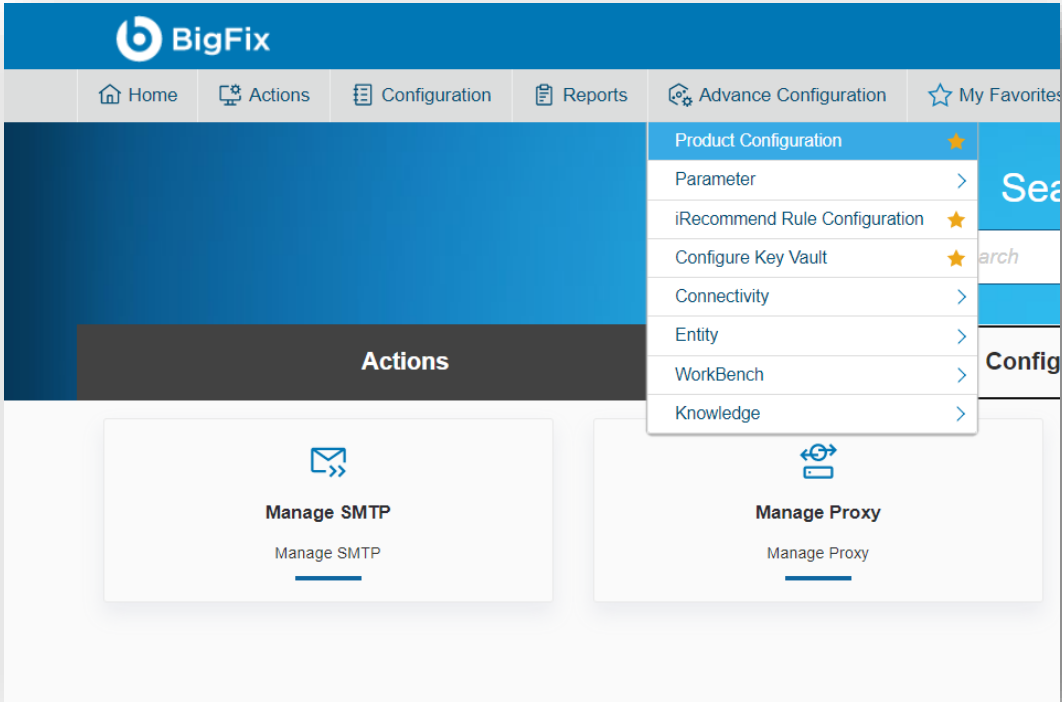 BigFix
Home Actions Configuration Reports Advance Configuration My Favorites
Product Configuration
Parameter
iRecommend Rule Configuration
Configure Key Vault
Connectivity
Entity
WorkBench
Knowledge
Actions
Manage SMTP
Manage SMTP
Manage Proxy
Manage Proxy